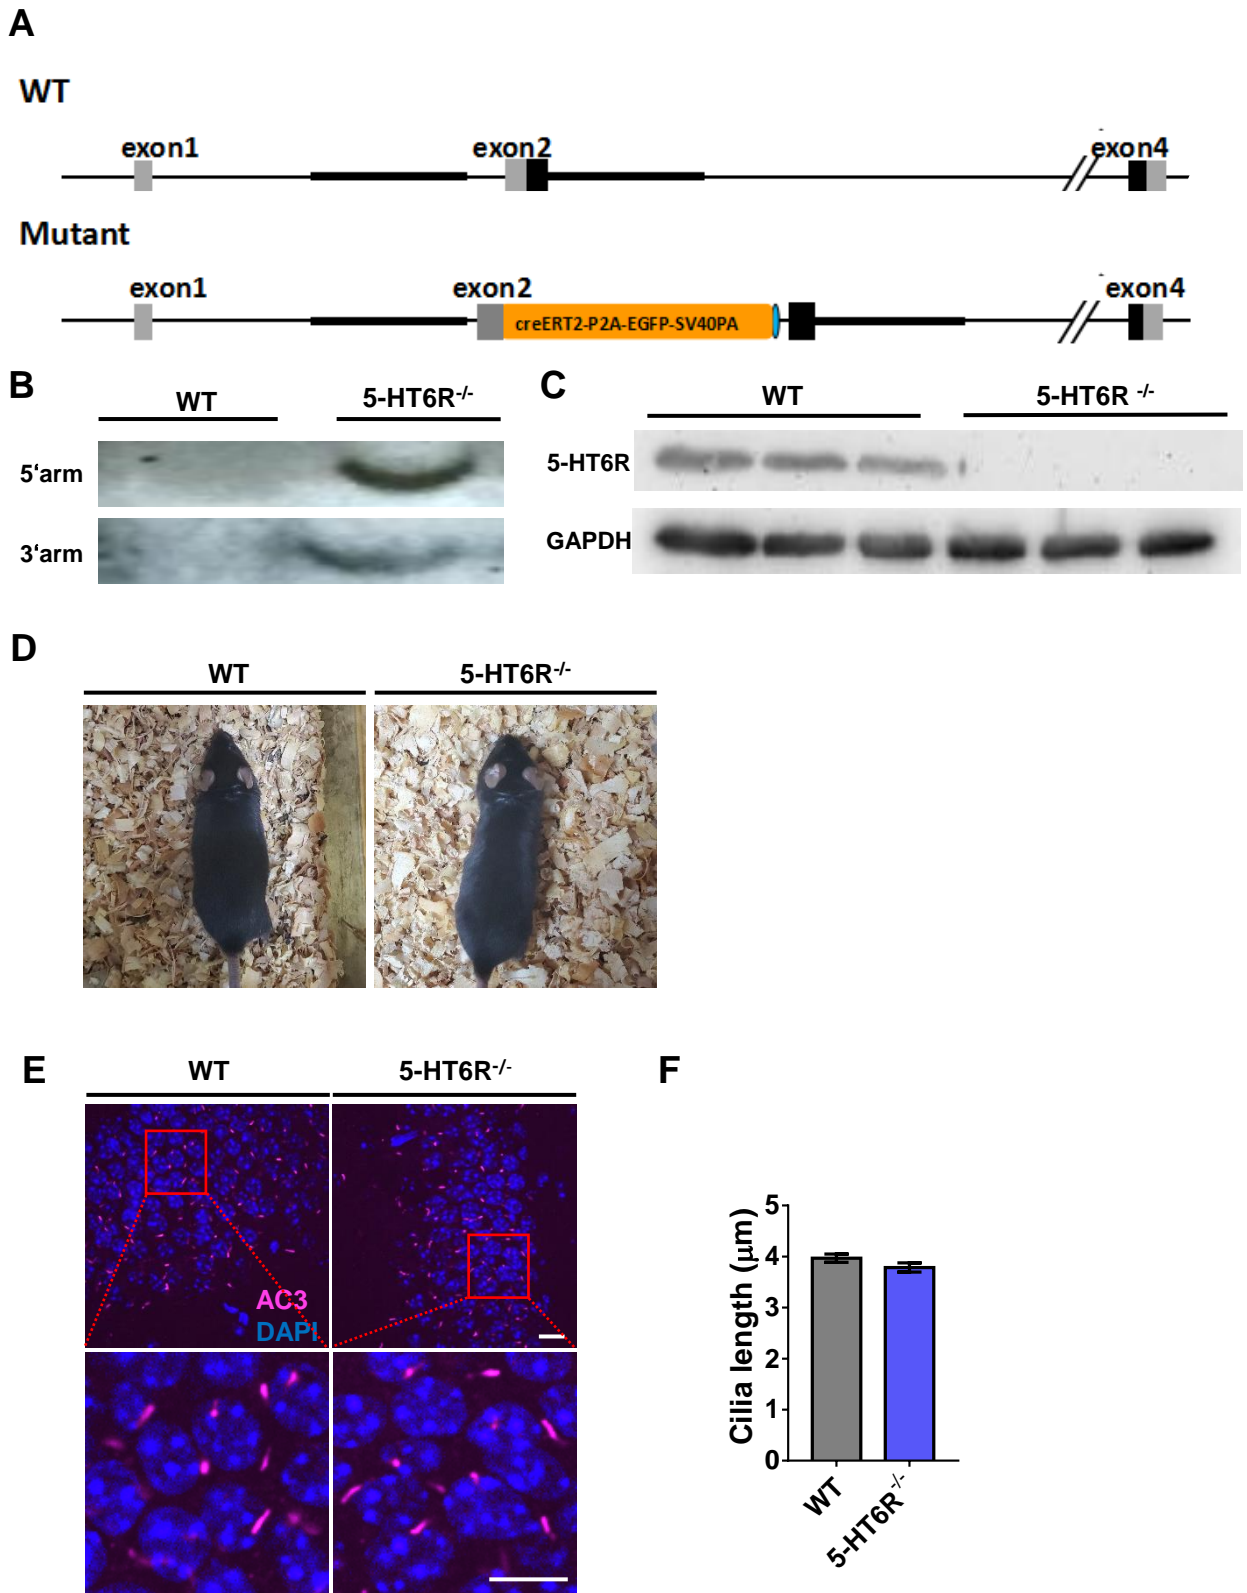 A
WT
exon1 exon2 exon4
Mutant
exon1 exon2 exon4
creERT2-P2A-EGFP-SV40PA
B
WT 5-HT6R-/-
5‘arm
3‘arm
C
WT 5-HT6R -/-
5-HT6R
GAPDH
D
WT 5-HT6R-/-
E
WT 5-HT6R-/-
AC3
DAPI
F
Cilia length (μm)
5
4
3
2
1
0
WT
5-HT6R-/-